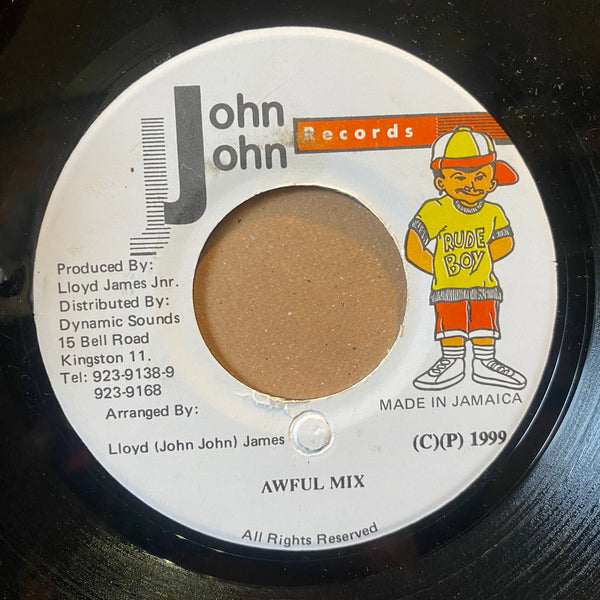 John
John
Records
RUDE
BOY
Produced By:
Lloyd James Jnr.
Distributed By:
Dynamic Sounds
15 Bell Road
Kingston 11.
Tel: 923-9138-9
923-9168
MADE IN JAMAICA
Arranged By:
Lloyd (John John) James
(C)(P) 1999
AWFUL MIX
All Rights Reserved